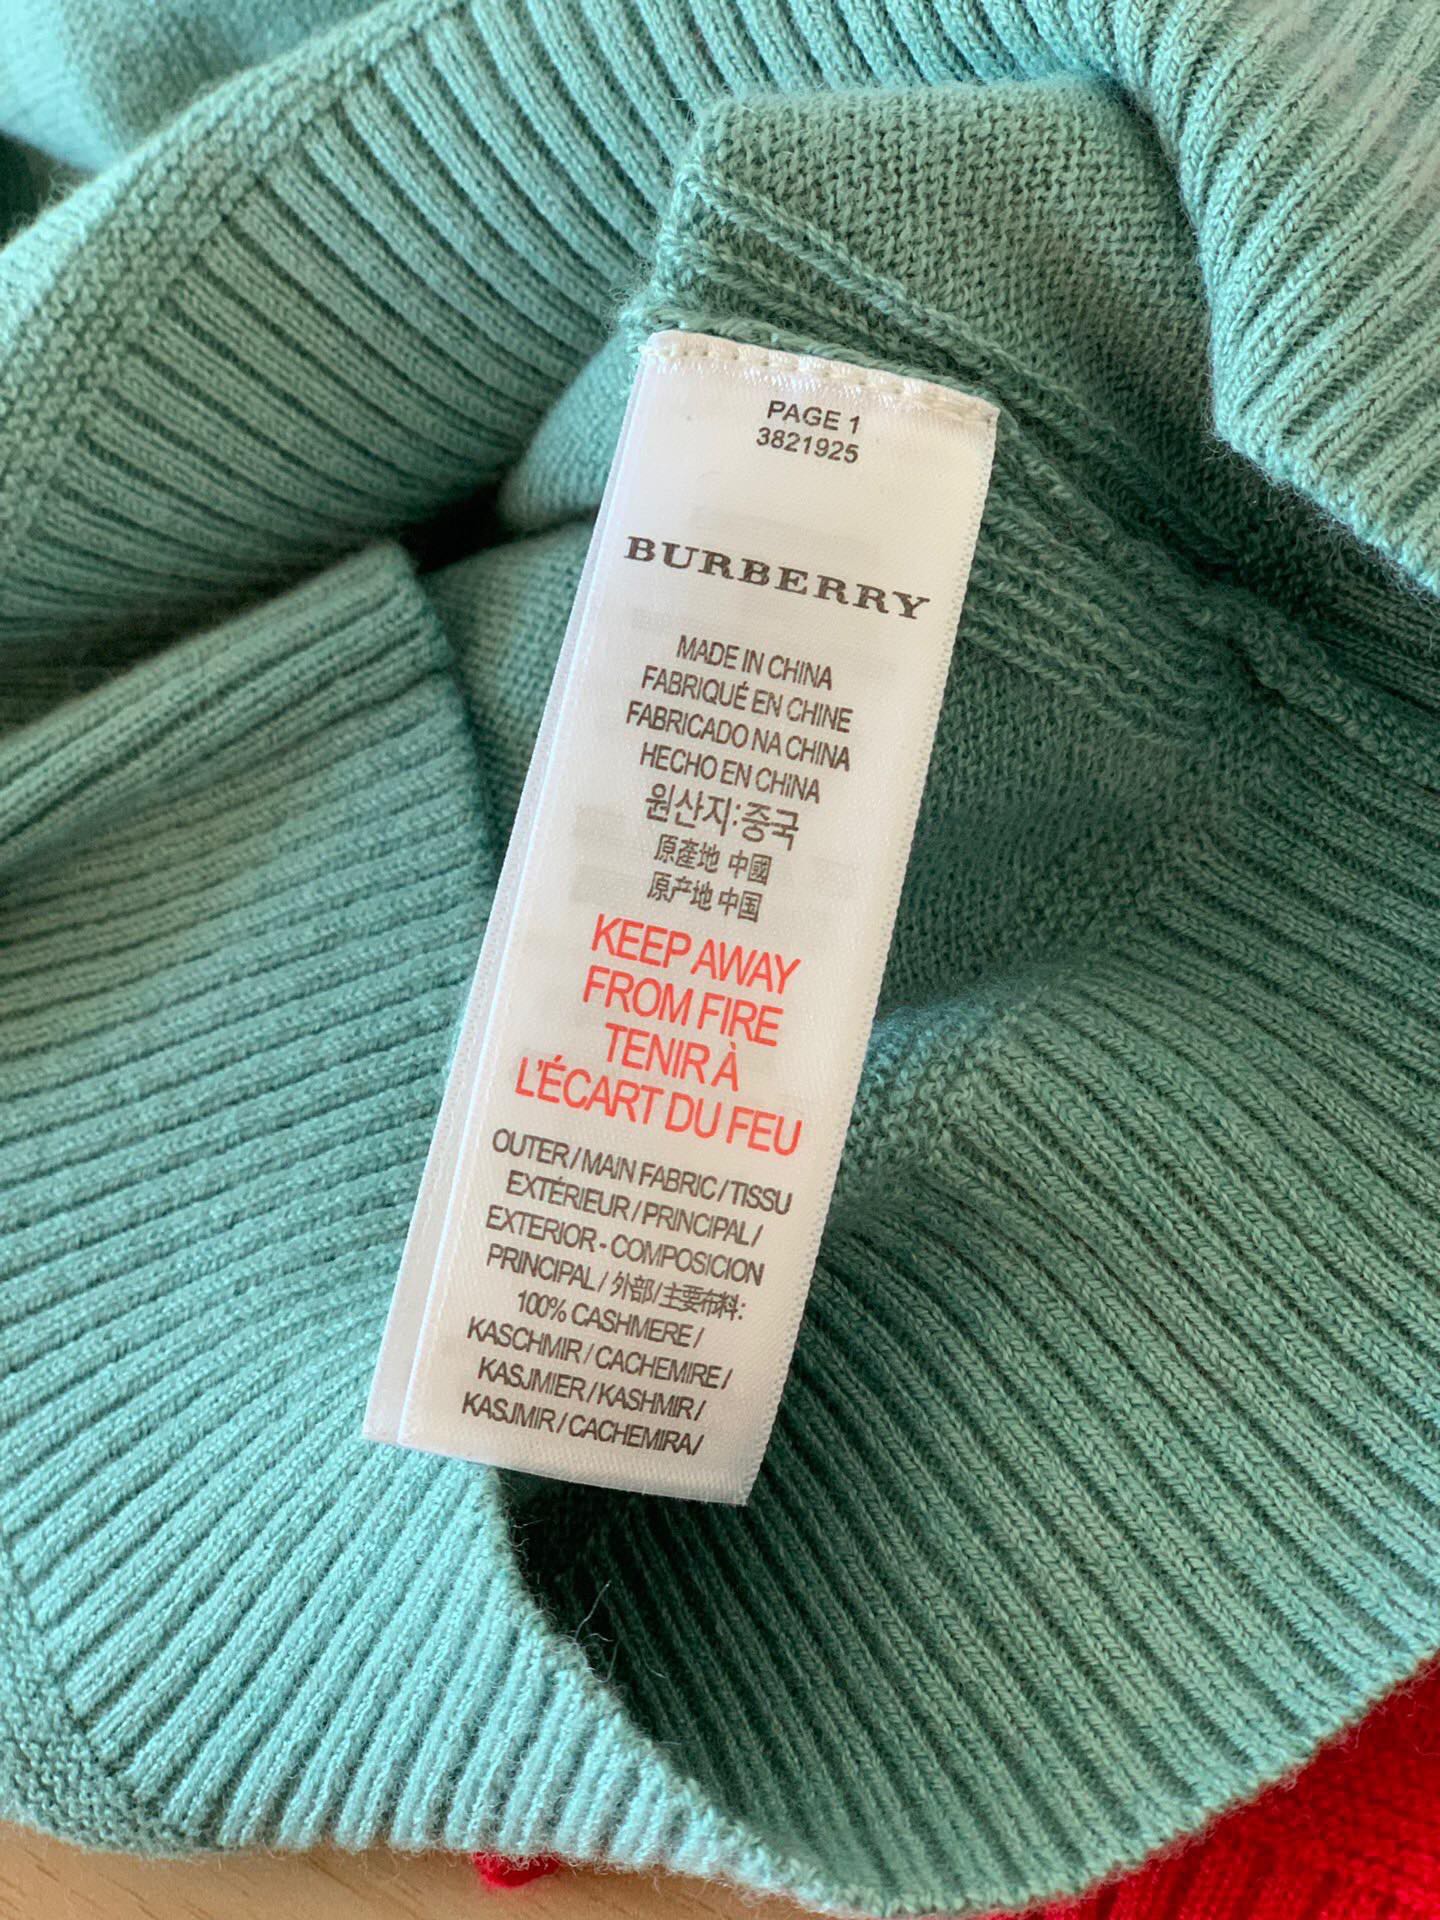 PAGE 1
3821925
BURBERRY
MADE IN CHINA
FABRIQUÉ EN CHINE
FABRICADO NA CHINA
HECHO EN CHINA
원산지:중국
原產地 中國
原产地 中国
KEEP AWAY
FROM FIRE
TENIR À
L'ÉCART DU FEU
OUTER / MAIN FABRIC / TISSU
EXTÉRIEUR / PRINCIPAL /
EXTERIOR - COMPOSICION
PRINCIPAL / 外部/主要布料:
100% CASHMERE /
KASCHMIR / CACHEMIRE /
KASJMIER / KASHMIR /
KASJMIR / CACHEMIRA /